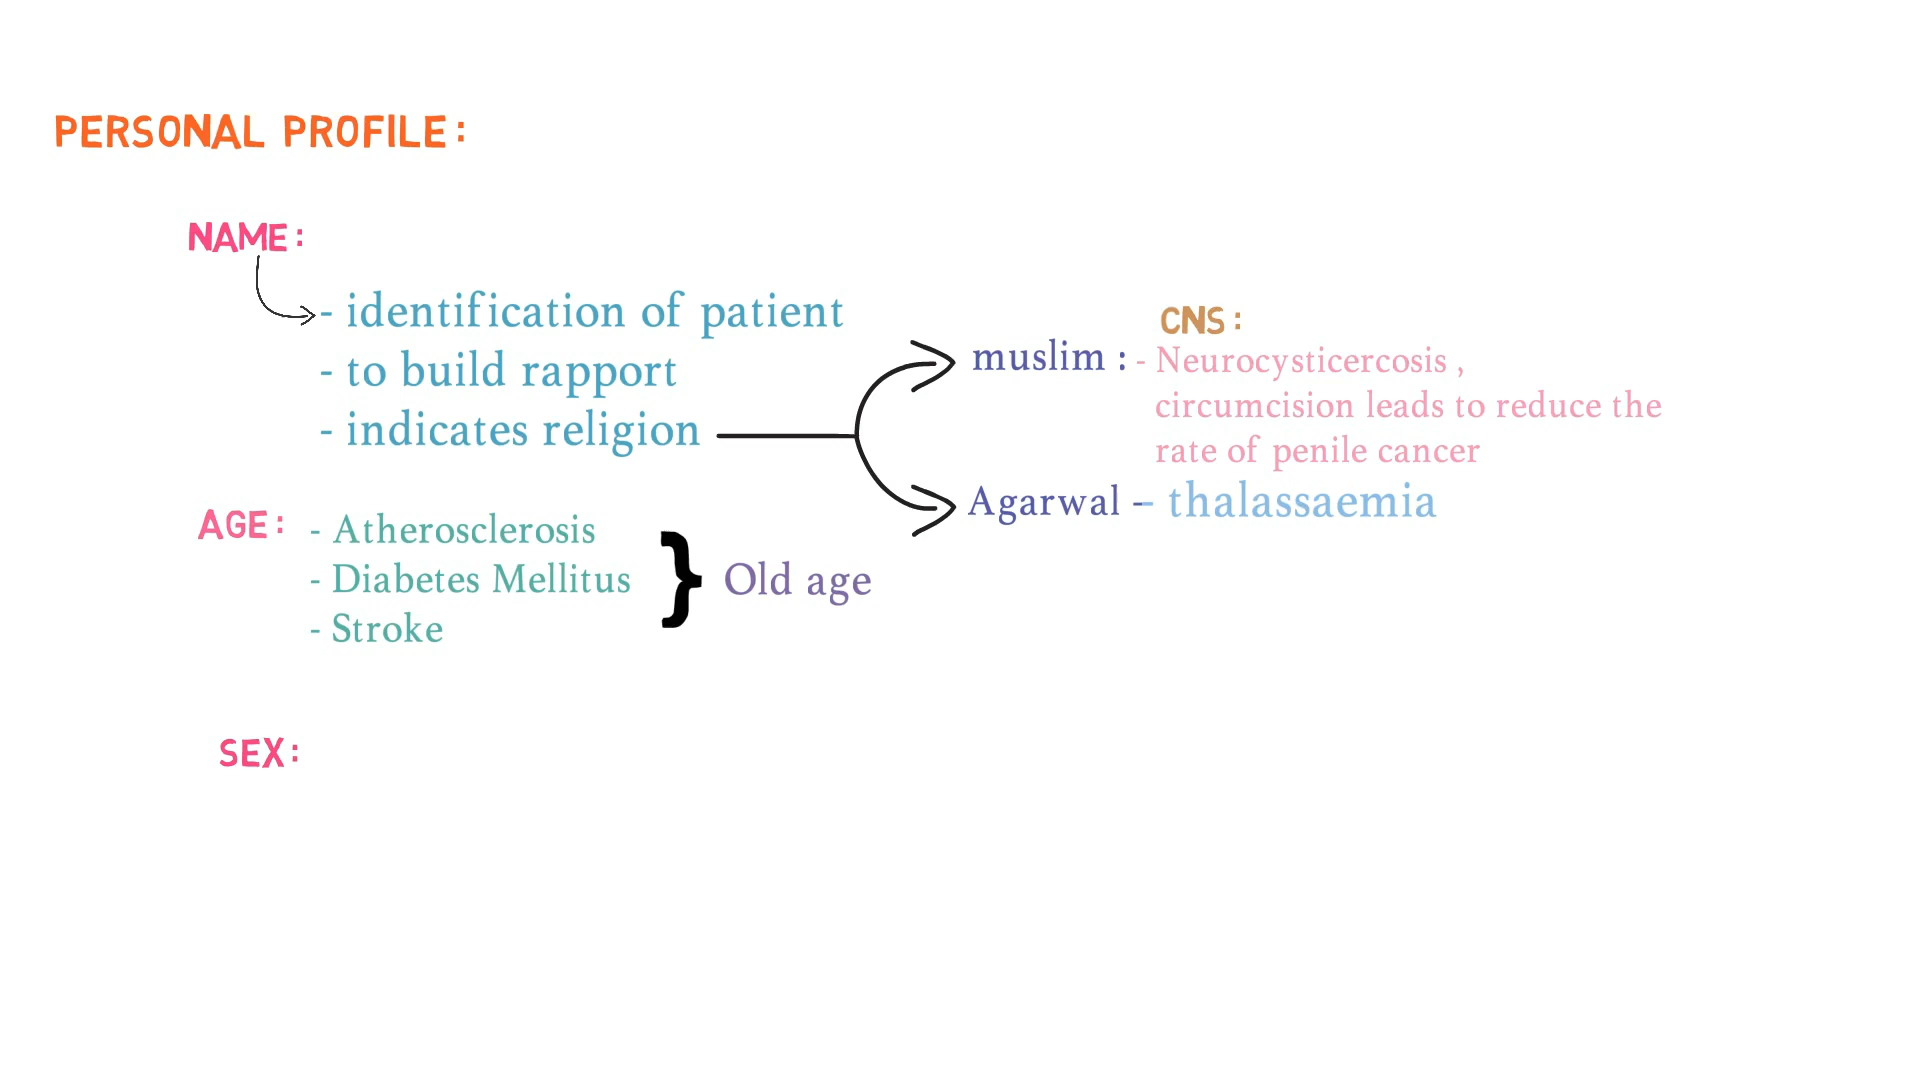 PERSONAL PROFILE:
NAME:
- identification of patient
- to build rapport
- indicates religion
CNS:
muslim : - Neurocysticercosis ,
circumcision leads to reduce the
rate of penile cancer
Agarwal -- thalassaemia
AGE: - Atherosclerosis
- Diabetes Mellitus } Old age
- Stroke
SEX: